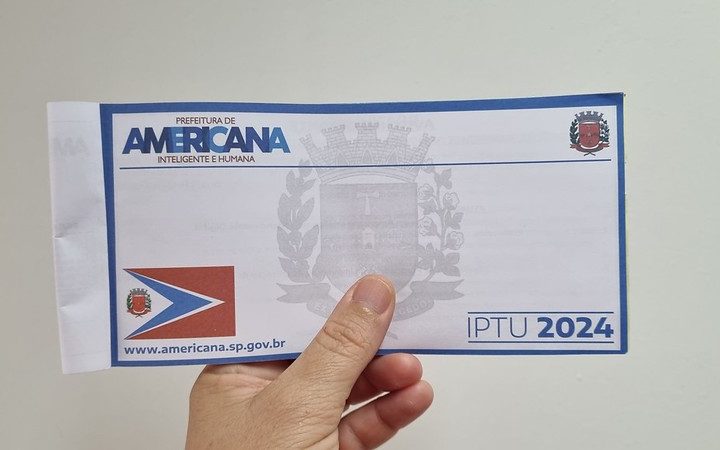 PREFEITURA DE
AMERICANA
INTELIGENTE E HUMANA
www.americana.sp.gov.br
IPTU 2024